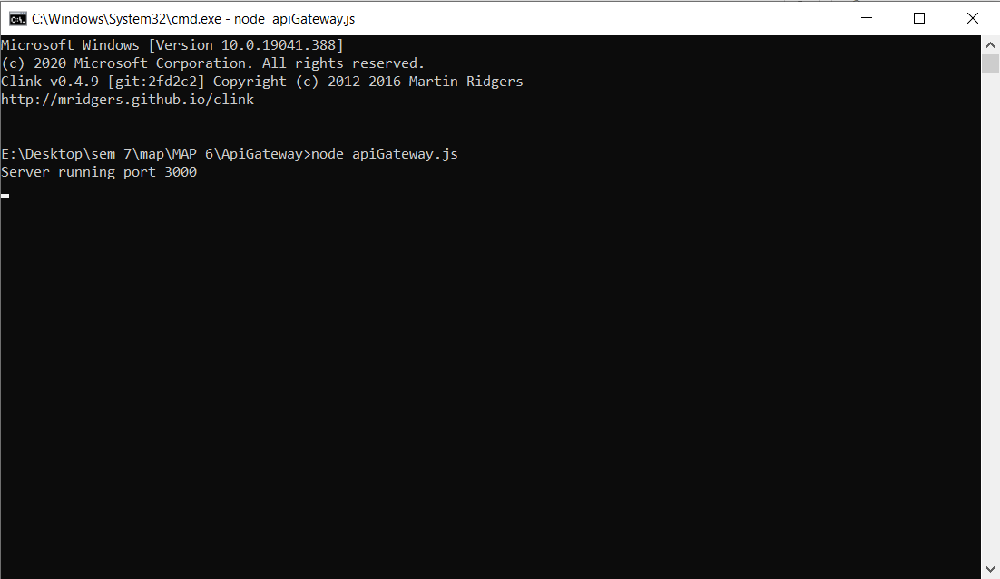 C:\Windows\System32\cmd.exe - node  apiGateway.js
Microsoft Windows [Version 10.0.19041.388]
(c) 2020 Microsoft Corporation. All rights reserved.
Clink v0.4.9 [git:2fd2c2] Copyright (c) 2012-2016 Martin Ridgers
http://mridgers.github.io/clink
E:\Desktop\sem 7\map\MAP 6\ApiGateway>node apiGateway.js
Server running port 3000